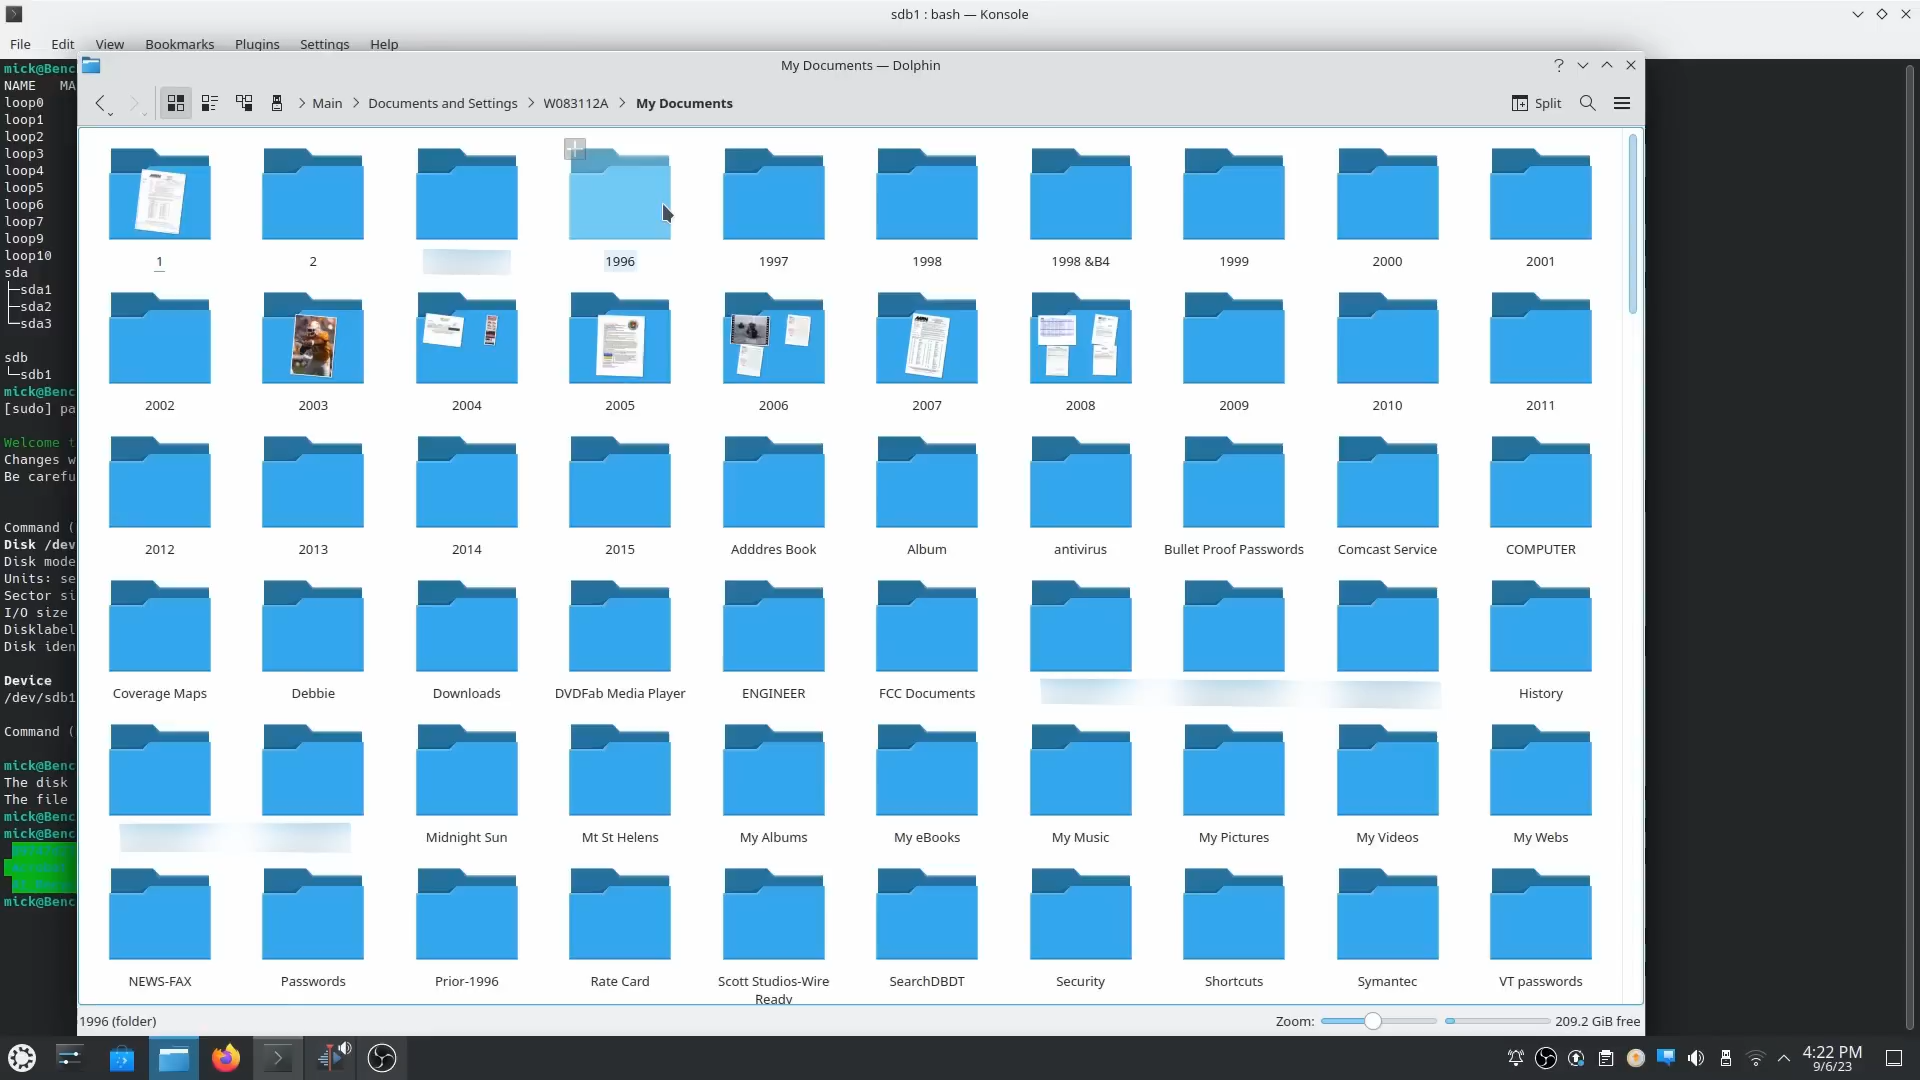 sdb1 : bash — Konsole
File Edit View Bookmarks Plugins Settings Help
mick@Benc
NAME MA
loop0
loop1
loop2
loop3
loop4
loop5
loop6
loop7
loop9
loop10
sda
sda1
sda2
sda3
sdb
sdb1
mick@Benc
[sudo] pa
Welcome t
Changes w
Be carefu
Command (
Disk /dev
Disk mode
Units: se
Sector si
I/O size
Disklabel
Disk iden
Device
/dev/sdb1
Command (
mick@Benc
The disk
The file
mick@Benc
mick@Benc
mick@Benc
My Documents — Dolphin
Main Documents and Settings W083112A My Documents
Split
1 2 1996 1997 1998 1998 &B4 1999 2000 2001
2002 2003 2004 2005 2006 2007 2008 2009 2010 2011
2012 2013 2014 2015 Adddres Book Album antivirus Bullet Proof Passwords Comcast Service COMPUTER
Coverage Maps Debbie Downloads DVDFab Media Player ENGINEER FCC Documents History
Midnight Sun Mt St Helens My Albums My eBooks My Music My Pictures My Videos My Webs
NEWS-FAX Passwords Prior-1996 Rate Card Scott Studios-Wire SearchDBDT Security Shortcuts Symantec VT passwords
Ready
1996 (folder)
Zoom:
209.2 GiB free
4:22 PM
9/6/23